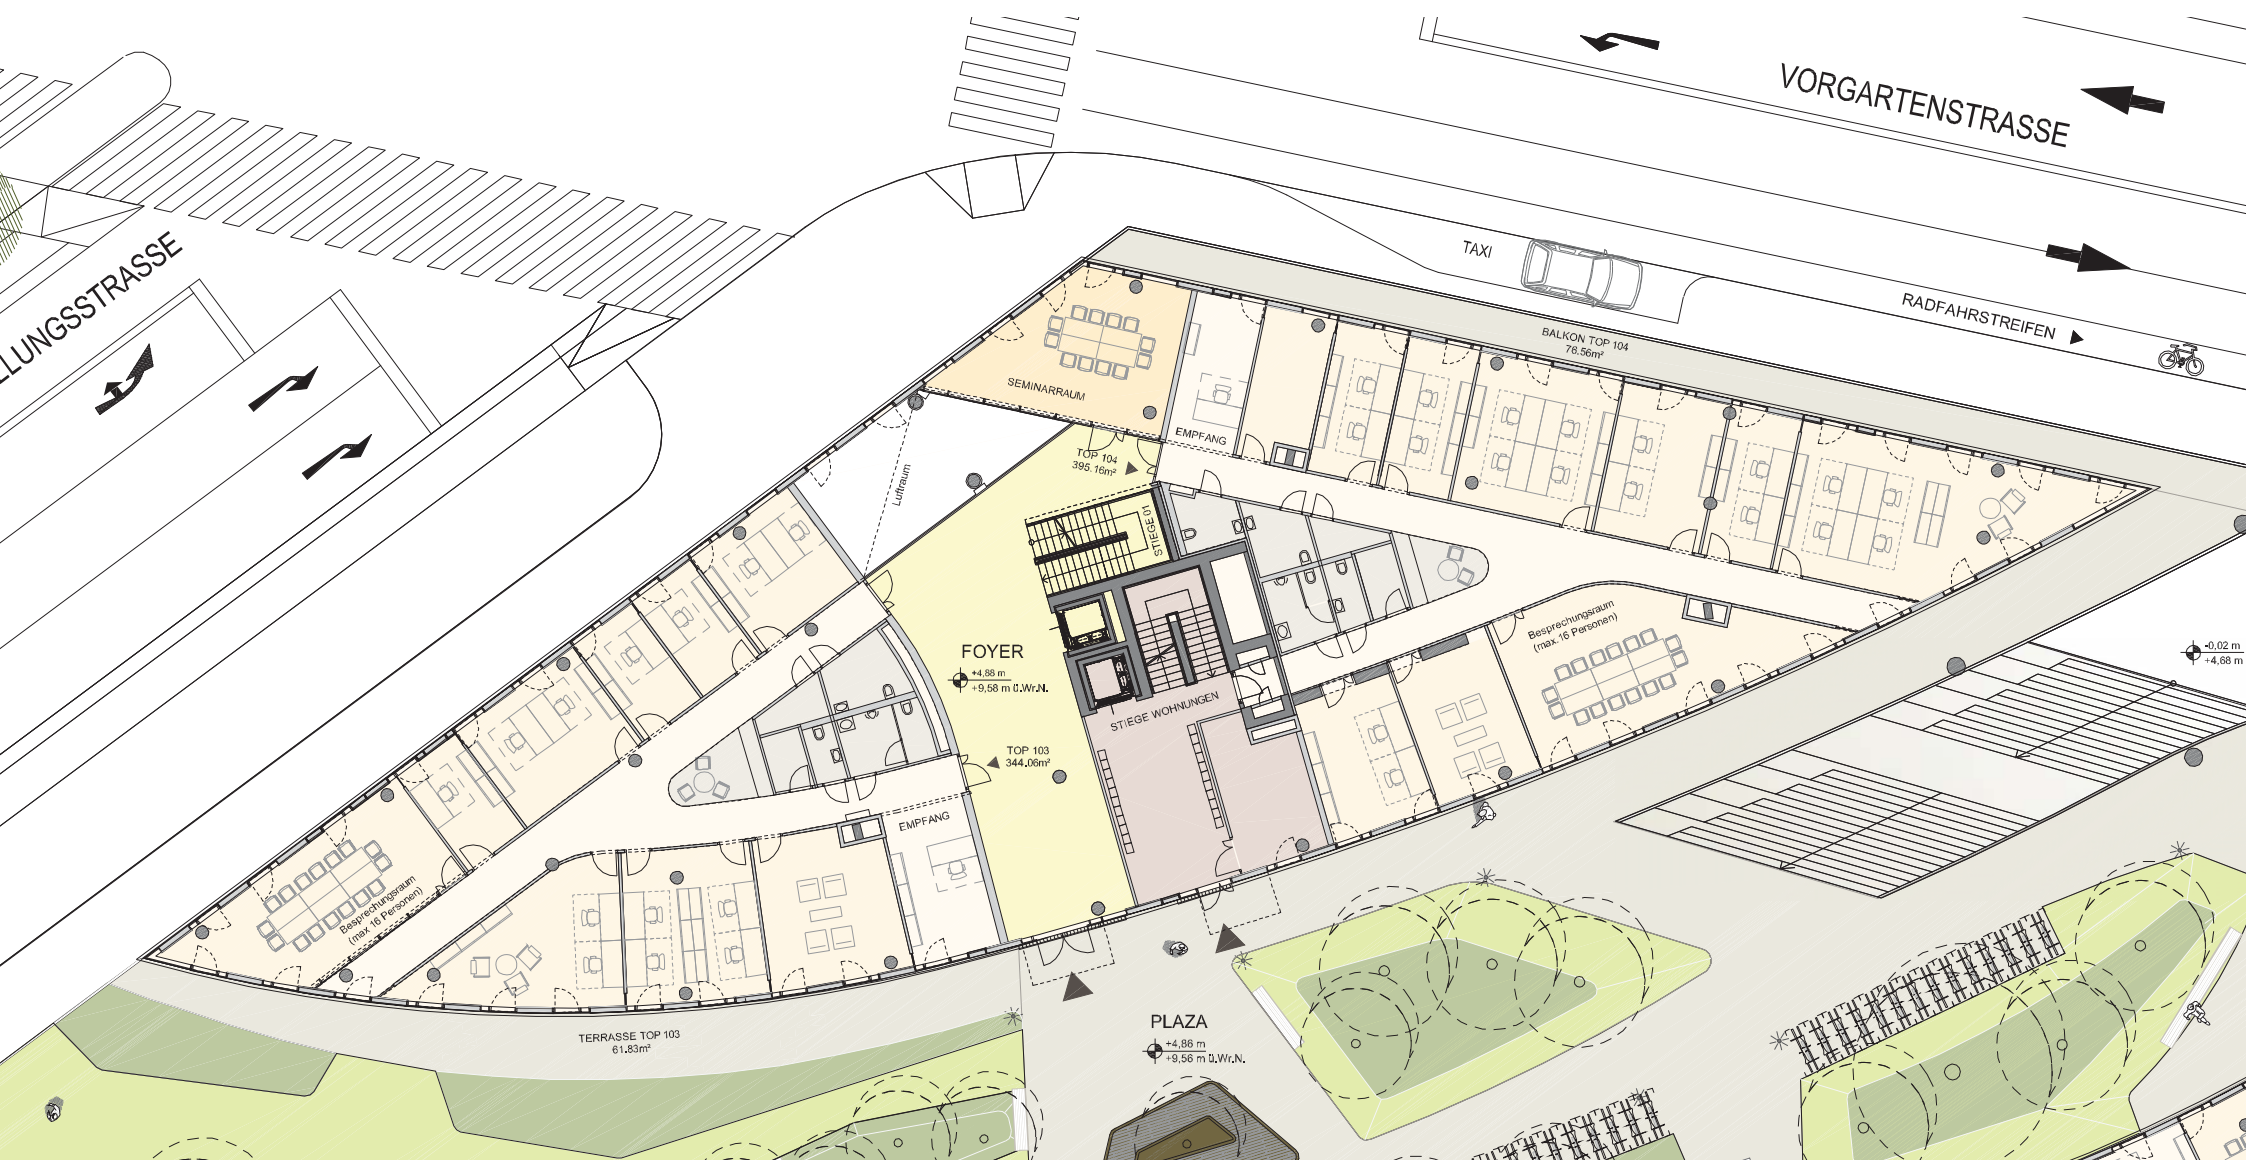 VORGARTENSTRASSE
LLUNGSSTRASSE
TAXI
RADFAHRSTREIFEN
BALKON TOP 104
76.56m²
SEMINARRAUM
EMPFANG
TOP 104
395.16m²
Luftraum
STIEGE 01
Besprechungsraum
(max.16 Personen)
FOYER
+4,88 m
+9,58 m ü.Wr.N.
-0,02 m
+4,68 m
STIEGE WOHNUNGEN
TOP 103
344.06m²
EMPFANG
Besprechungsraum
(max.16 Personen)
TERRASSE TOP 103
61.83m²
PLAZA
+4,86 m
+9,56 m ü.Wr.N.